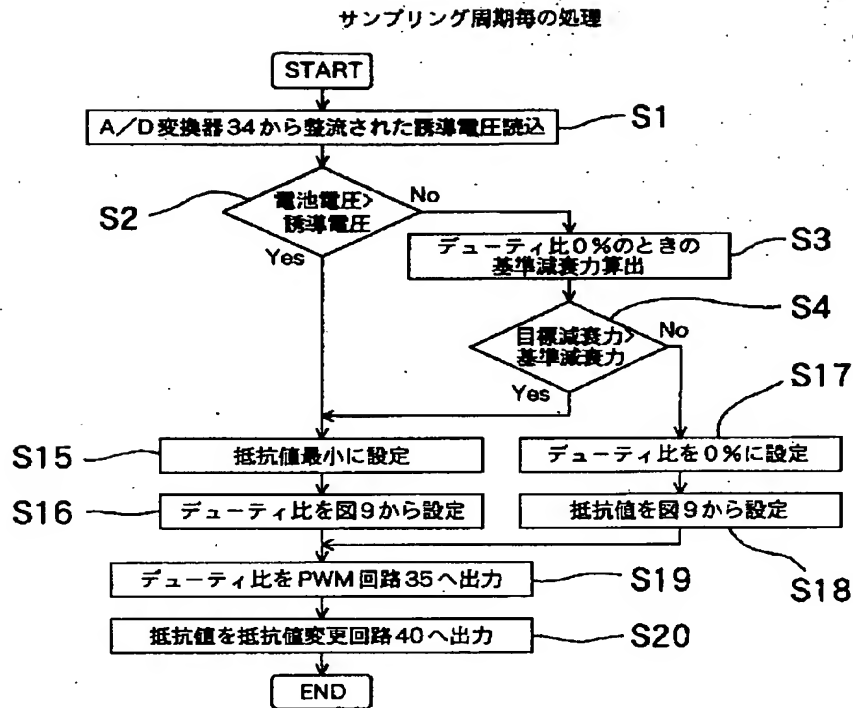 サンプリング周期毎の処理
START
A/D変換器34から整流された誘導電圧読込
S1
S2
電池電圧>
誘導電圧
No
Yes
デューティ比0%のときの
基準減衰力算出
S3
S4
目標減衰力>
基準減衰力
No
Yes
S17
S15
抵抗値最小に設定
デューティ比を0%に設定
S16
デューティ比を図9から設定
抵抗値を図9から設定
S18
デューティ比をPWM回路35へ出力
S19
抵抗値を抵抗値変更回路40へ出力
S20
END